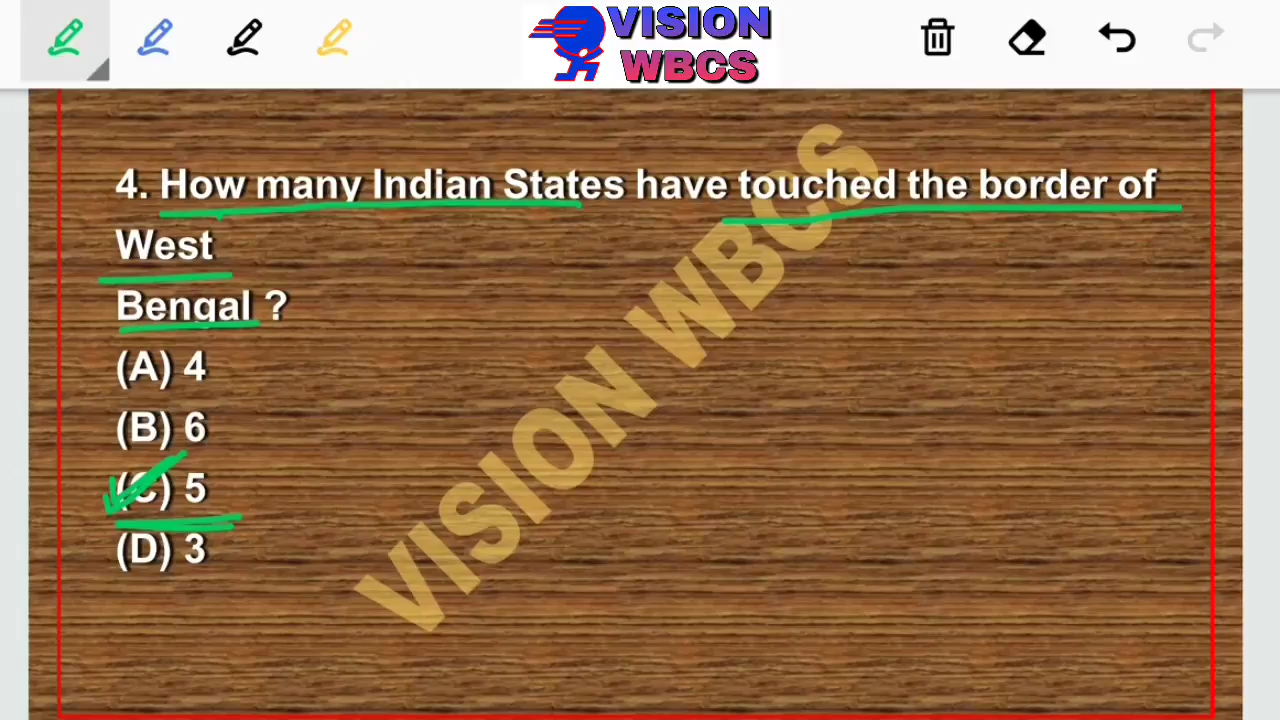 VISION
WBCS
4. How many Indian States have touched the border of
West
Bengal ?
(A) 4
(B) 6
(C) 5
(D) 3
VISION WBCS